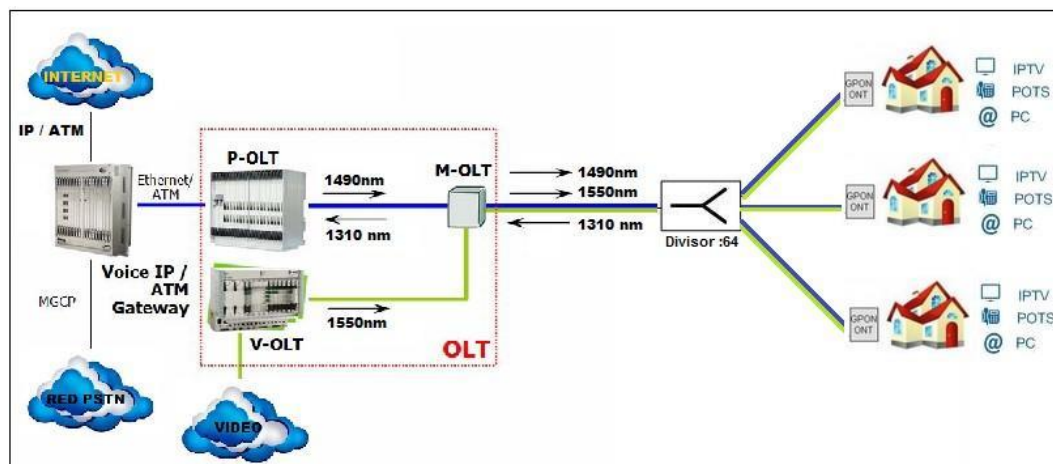 INTERNET
IP / ATM
Ethernet/
ATM
Voice IP /
ATM
Gateway
MGCP
RED PSTN
P-OLT
1490nm
1310 nm
M-OLT
1550nm
V-OLT
OLT
VIDEO
1490nm
1550nm
1310 nm
Divisor :64
GPON
ONT
IPTV
POTS
@ PC
GPON
ONT
IPTV
POTS
@ PC
GPON
ONT
IPTV
POTS
@ PC